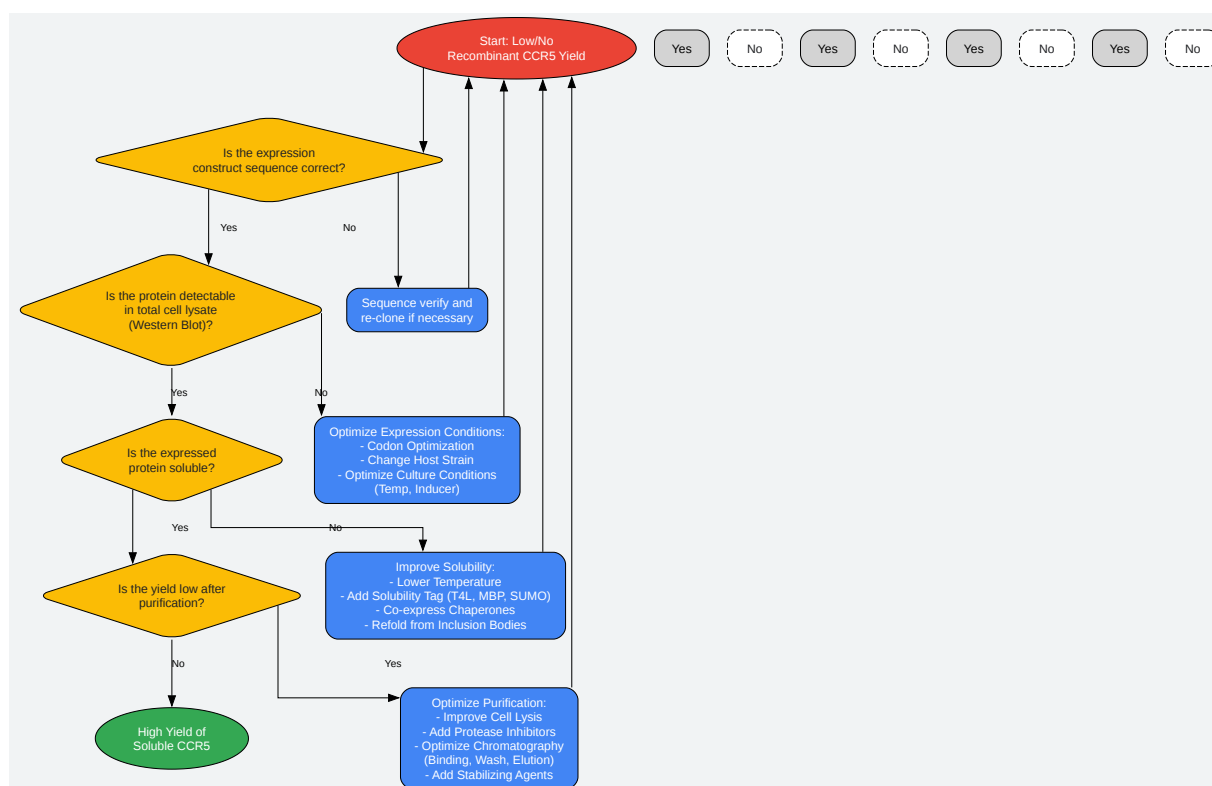 Start: Low/No
Recombinant CCR5 Yield
Yes
No
Yes
No
Yes
No
Yes
No
Is the expression
construct sequence correct?
Yes
No
Is the protein detectable
in total cell lysate
(Western Blot)?
Sequence verify and
re-clone if necessary
Yes
No
Optimize Expression Conditions:
- Codon Optimization
- Change Host Strain
- Optimize Culture Conditions
(Temp, Inducer)
Is the expressed
protein soluble?
Yes
No
Improve Solubility:
- Lower Temperature
- Add Solubility Tag (T4L, MBP, SUMO)
- Co-express Chaperones
- Refold from Inclusion Bodies
Is the yield low after
purification?
No
Yes
Optimize Purification:
- Improve Cell Lysis
- Add Protease Inhibitors
- Optimize Chromatography
(Binding, Wash, Elution)
- Add Stabilizing Agents
High Yield of
Soluble CCR5